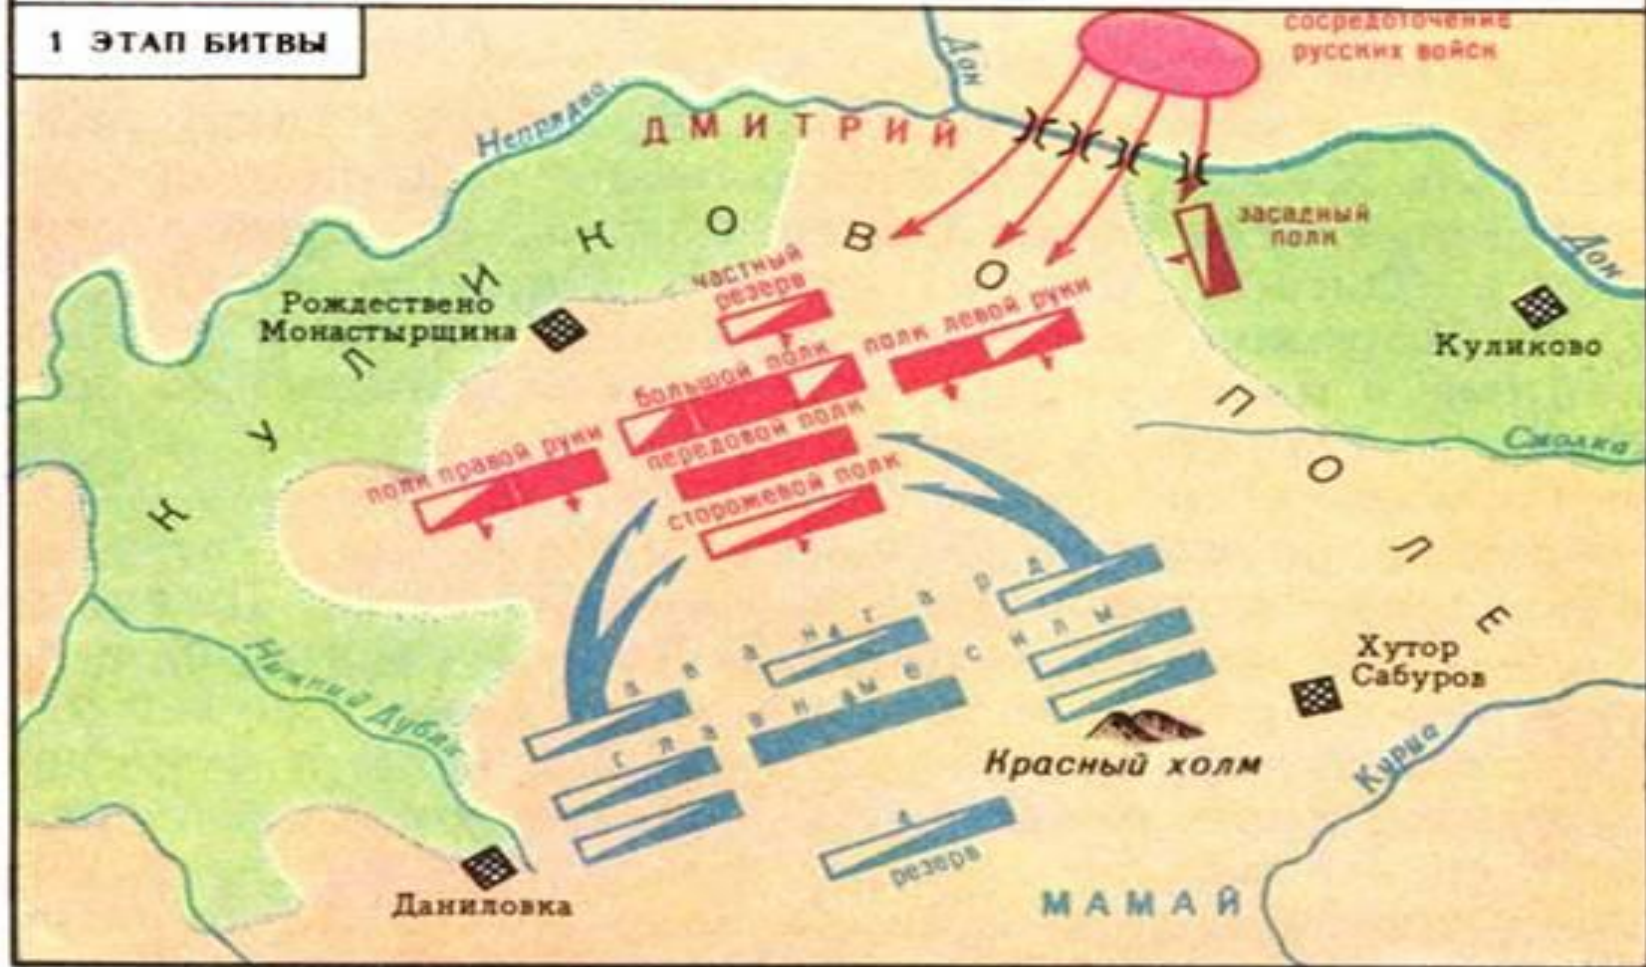 1 ЭТАП БИТВЫ
сосредоточение
русских войск
Дон
Непрядва
ДМИТРИЙ
КУЛИКОВО
засадный
полк
Дон
частный
резерв
Рождествено
Монастырщина
полк левой руки
Куликово
большой полк
передовой полк
полк правой руки
сторожевой полк
ПОЛЕ
Смолка
авангард
главные силы
Нижний Дубик
Хутор
Сабуров
Красный холм
Курца
резерв
Даниловка
МАМАЙ